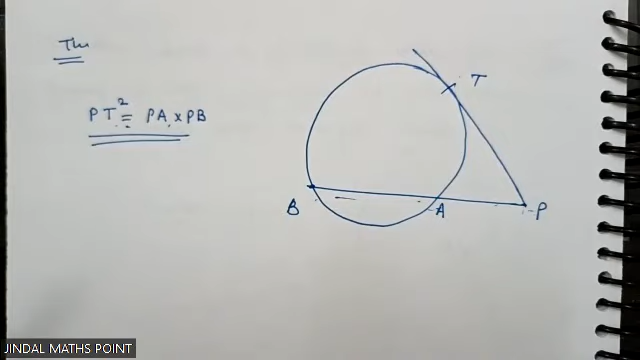 Th
PT² = PA × PB
T
B
A
P
JINDAL MATHS POINT